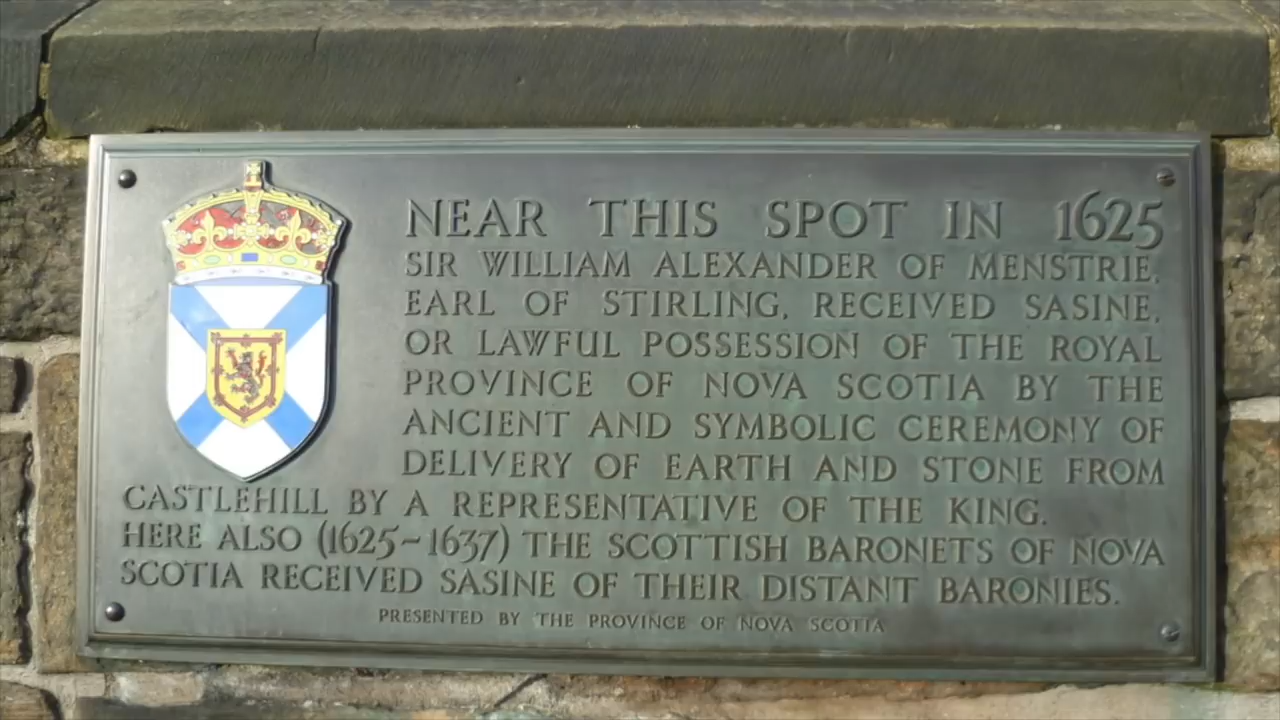 NEAR THIS SPOT IN 1625
SIR WILLIAM ALEXANDER OF MENSTRIE,
EARL OF STIRLING, RECEIVED SASINE,
OR LAWFUL POSSESSION OF THE ROYAL
PROVINCE OF NOVA SCOTIA BY THE
ANCIENT AND SYMBOLIC CEREMONY OF
DELIVERY OF EARTH AND STONE FROM
CASTLEHILL BY A REPRESENTATIVE OF THE KING.
HERE ALSO (1625~1637) THE SCOTTISH BARONETS OF NOVA
SCOTIA RECEIVED SASINE OF THEIR DISTANT BARONIES.
PRESENTED BY THE PROVINCE OF NOVA SCOTIA